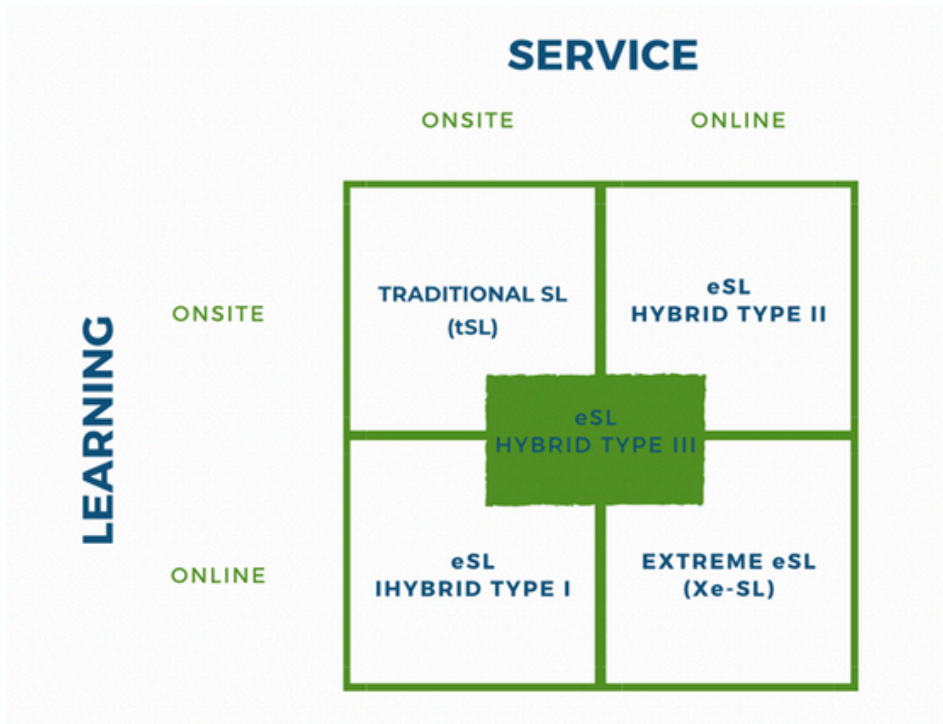 SERVICE
ONSITE ONLINE
LEARNING
ONSITE
TRADITIONAL SL
(tSL)
eSL
HYBRID TYPE II
eSL
HYBRID TYPE III
ONLINE
eSL
IHYBRID TYPE I
EXTREME eSL
(Xe-SL)